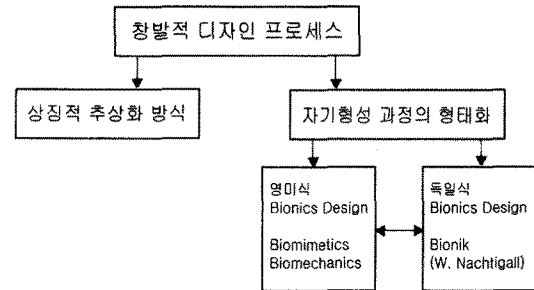 창발적 디자인 프로세스
상징적 추상화 방식
자기형성 과정의 형태화
영미식
Bionics Design
Biomimetics
Biomechanics
독일식
Bionics Design
Bionik
(W. Nachtigall)